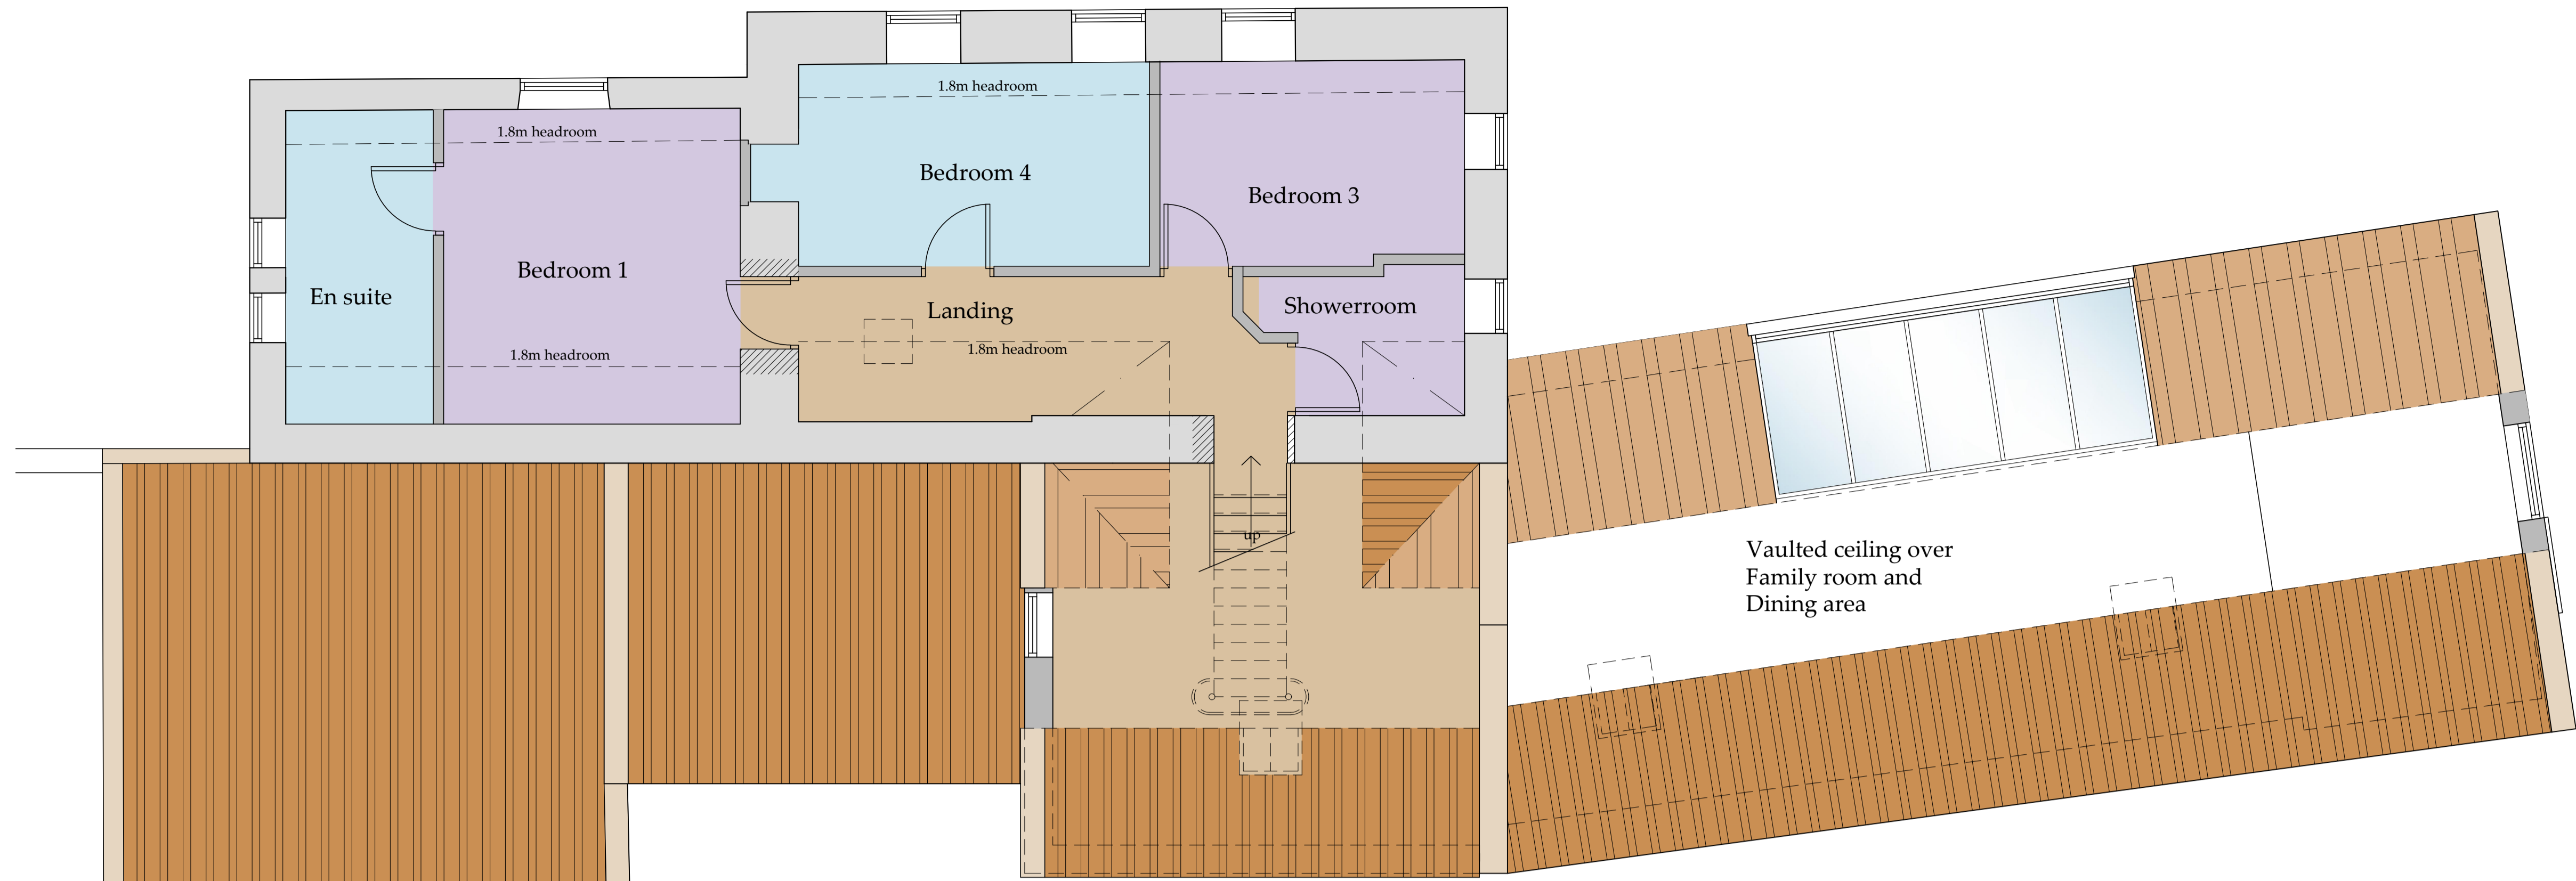 1.8m headroom
1.8m headroom
Bedroom 4
Bedroom 3
Bedroom 1
En suite
Landing
Showerroom
1.8m headroom
1.8m headroom
up
Vaulted ceiling over
Family room and
Dining area